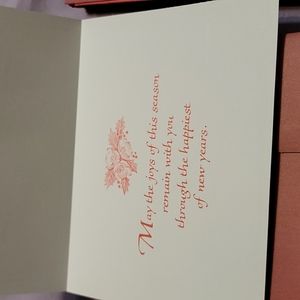 May the joys of this season
remain with you
through the happiest
of new years.